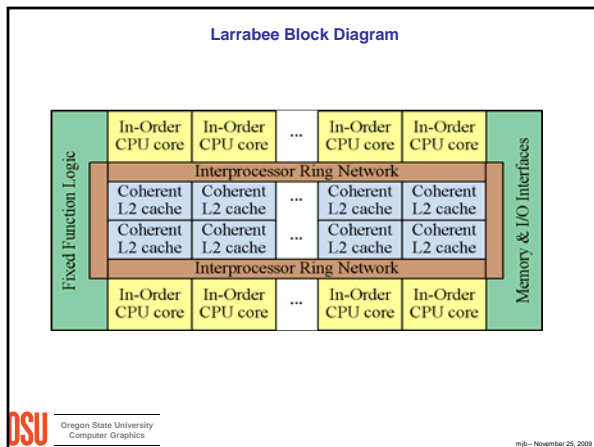 Larrabee Block Diagram
Fixed Function Logic
In-Order CPU core
In-Order CPU core
...
In-Order CPU core
In-Order CPU core
Memory & I/O Interfaces
Interprocessor Ring Network
Coherent L2 cache
Coherent L2 cache
...
Coherent L2 cache
Coherent L2 cache
Coherent L2 cache
Coherent L2 cache
...
Coherent L2 cache
Coherent L2 cache
Interprocessor Ring Network
In-Order CPU core
In-Order CPU core
...
In-Order CPU core
In-Order CPU core
OSU
Oregon State University
Computer Graphics
mjb – November 25, 2009